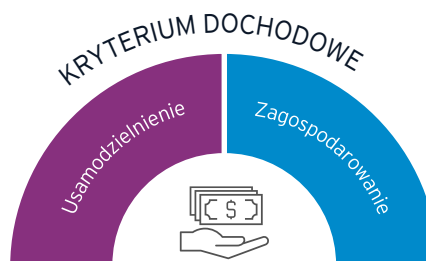 KRYTERIUM DOCHODOWE
Usamodzielnienie
Zagospodarowanie
$